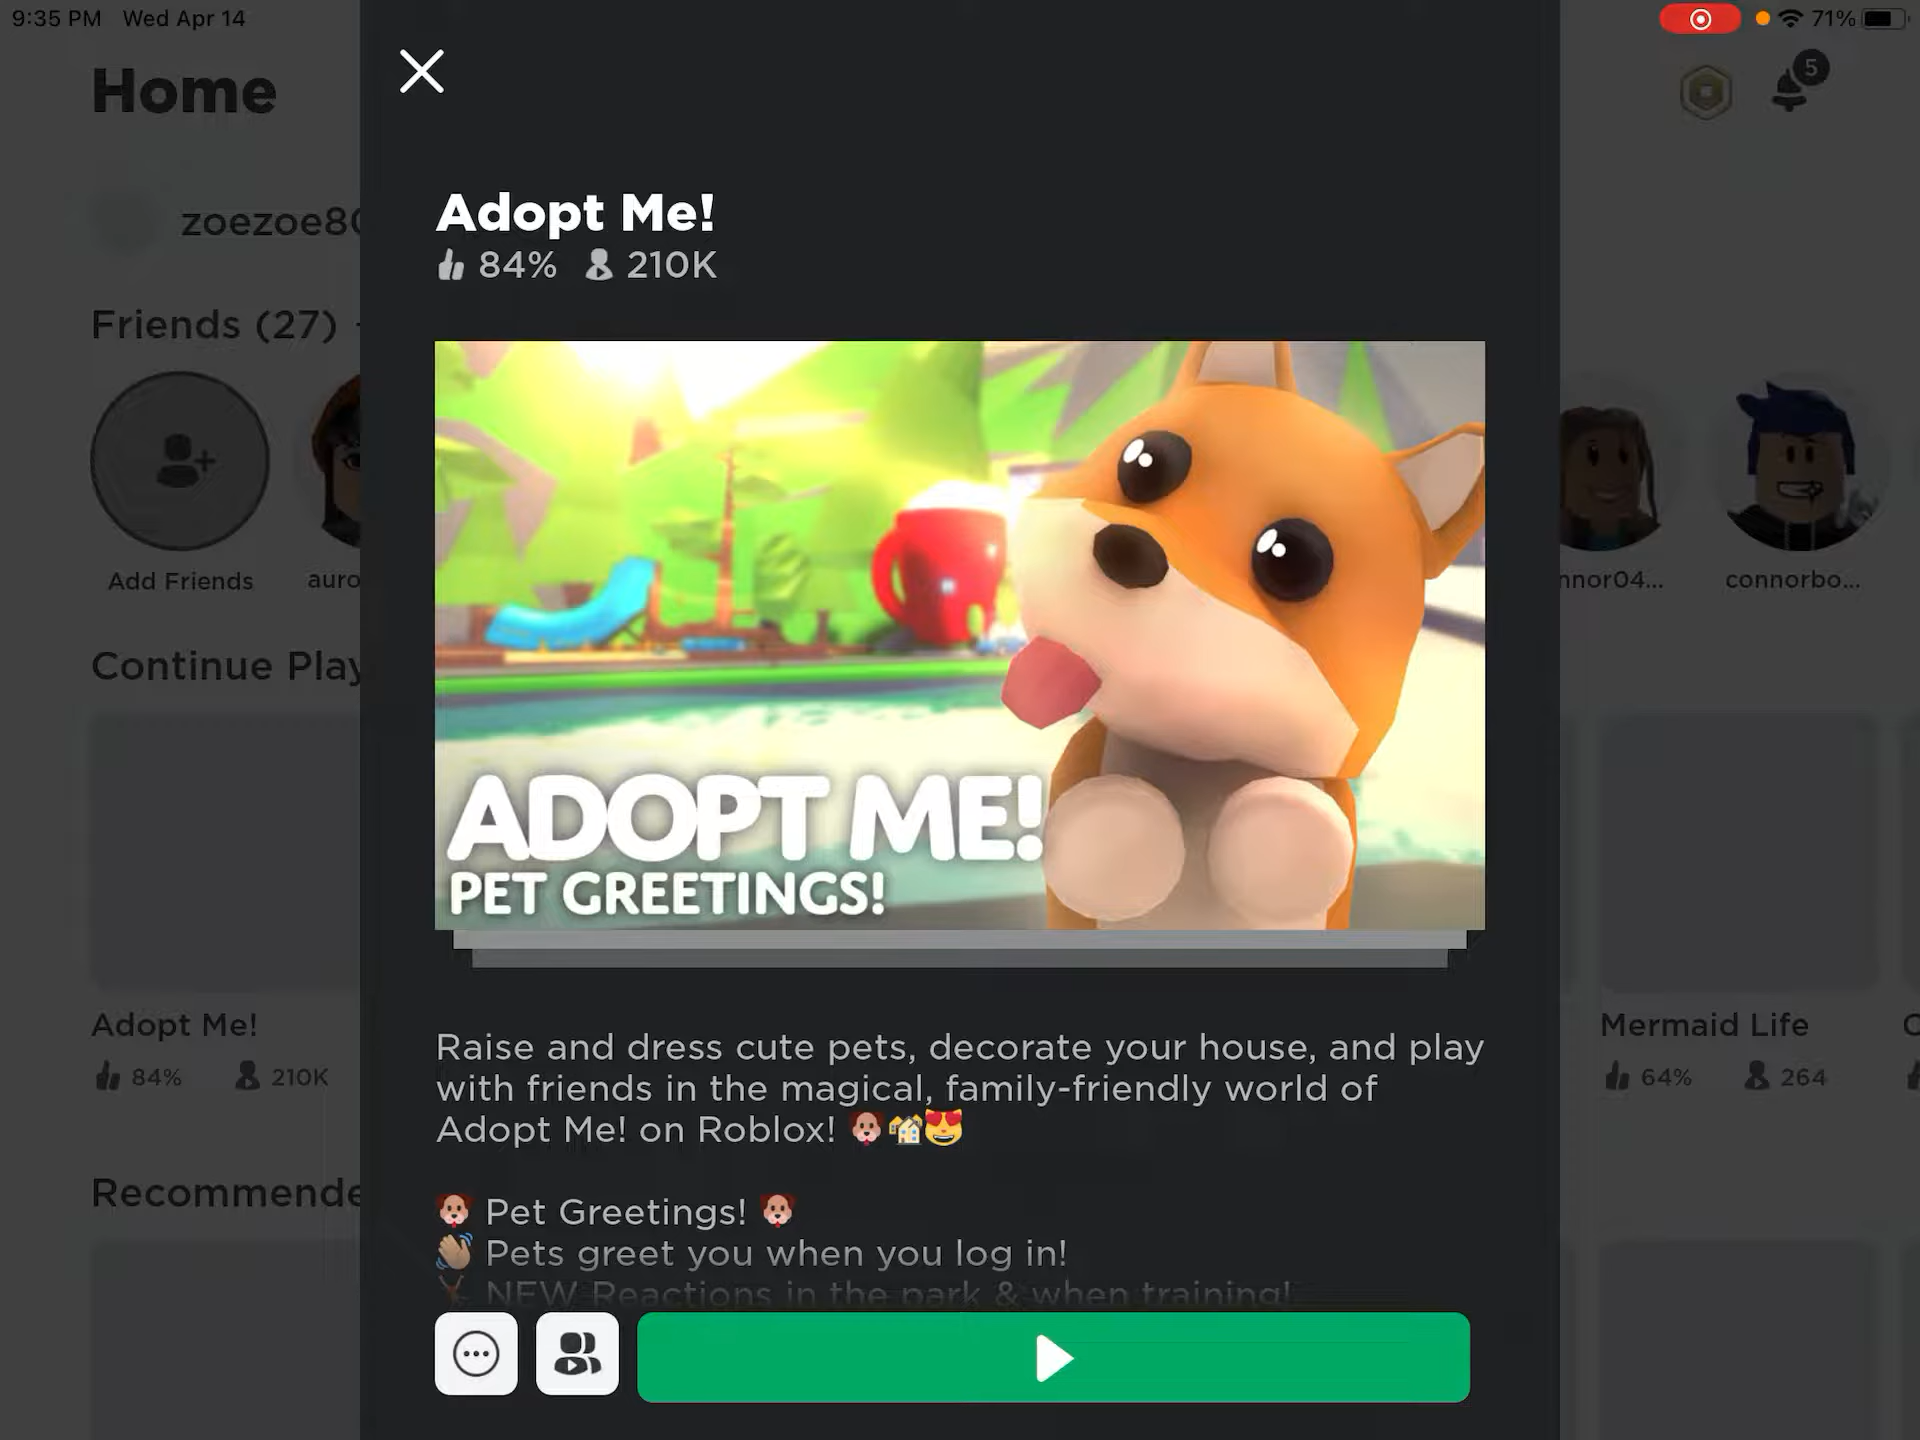 9:35 PM Wed Apr 14
71%
Home
5
zoezoe80
Friends (27)
Add Friends
auro
nnor04...
connorbo...
Continue Play
Adopt Me!
84% 210K
Mermaid Life
64% 264
Recommende
Adopt Me!
84% 210K
ADOPT ME!
PET GREETINGS!
Raise and dress cute pets, decorate your house, and play
with friends in the magical, family-friendly world of
Adopt Me! on Roblox! 🐶🏘️😍
🐶 Pet Greetings! 🐶
👋🏼 Pets greet you when you log in!
NEW Reactions in the park & when training!